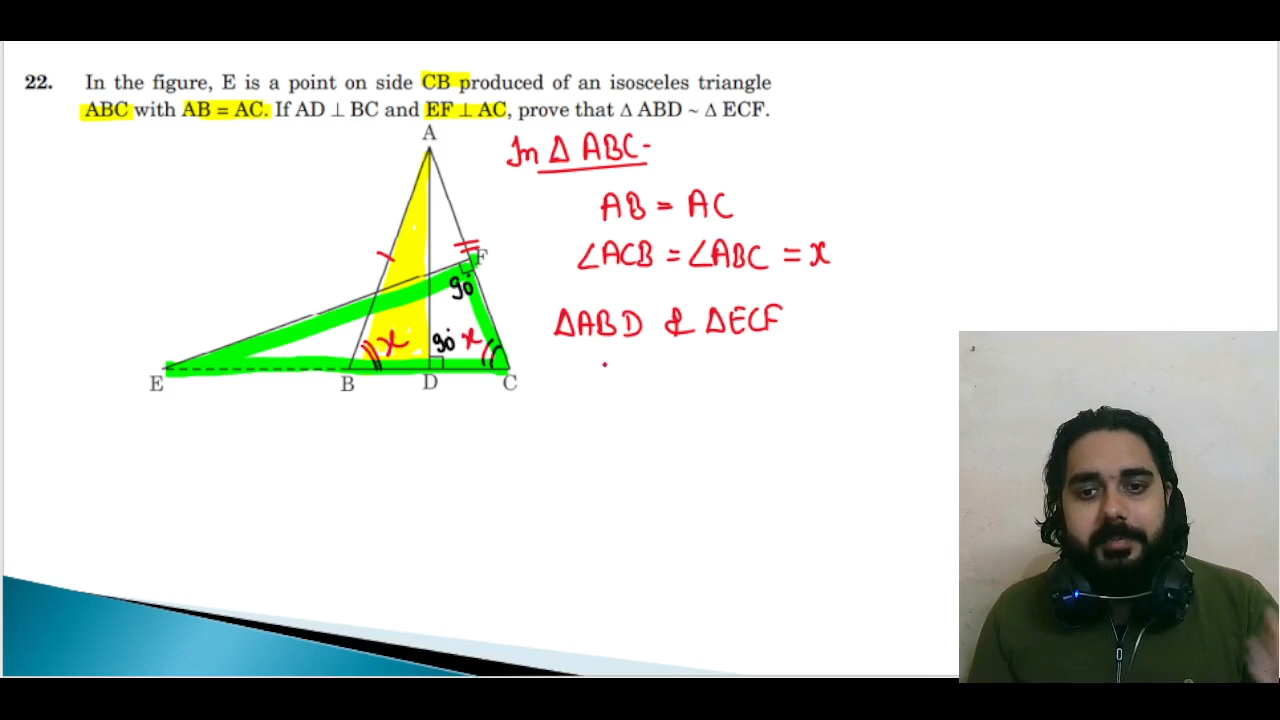 22. In the figure, E is a point on side CB produced of an isosceles triangle
ABC with AB = AC. If AD ⊥ BC and EF ⊥ AC, prove that Δ ABD ~ Δ ECF.
A
In Δ ABC-
AB = AC
∠ACB = ∠ABC = x
F
90°
ΔABD & ΔECF
x
90°
x
E
B
D
C